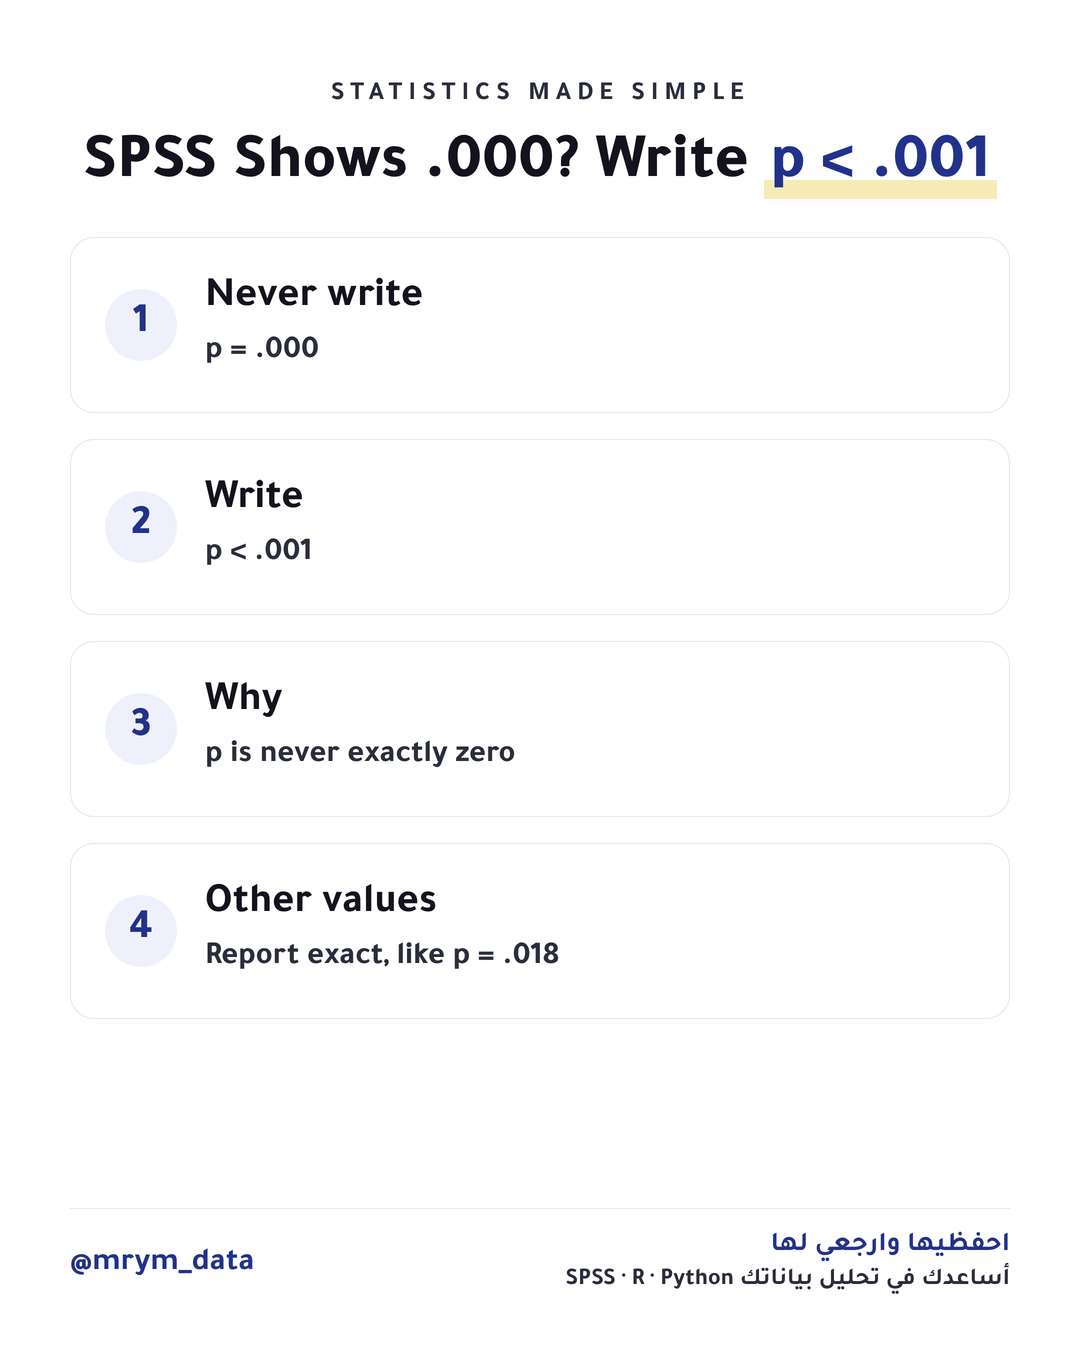 STATISTICS MADE SIMPLE
SPSS Shows .000? Write p < .001
1
Never write
p = .000
2
Write
p < .001
3
Why
p is never exactly zero
4
Other values
Report exact, like p = .018
@mrym_data
احفظيها وارجعي لها
أساعدك في تحليل بياناتك SPSS · R · Python